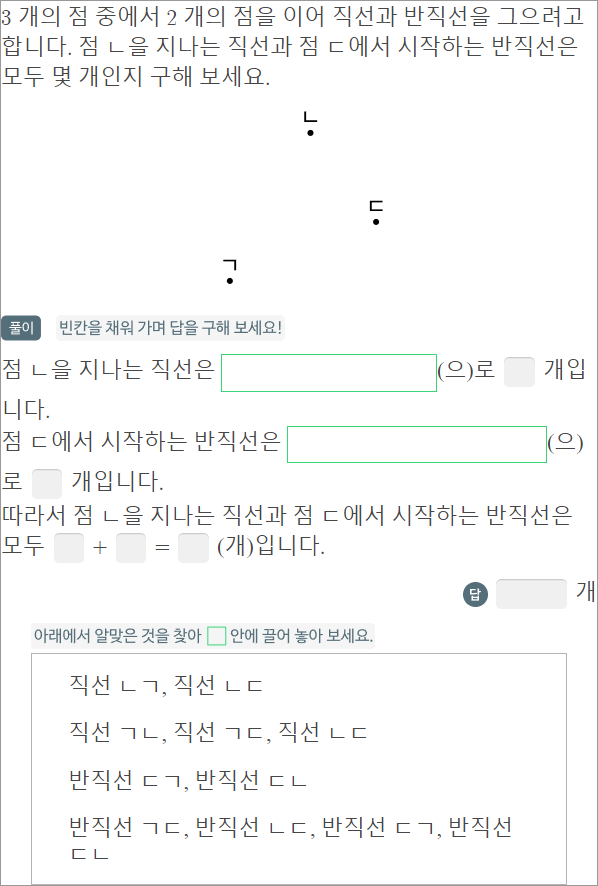 3 개의 점 중에서 2 개의 점을 이어 직선과 반직선을 그으려고
합니다. 점 ㄴ을 지나는 직선과 점 ㄷ에서 시작하는 반직선은
모두 몇 개인지 구해 보세요.
ㄴ
ㄷ
ㄱ
풀이 빈칸을 채워 가며 답을 구해 보세요!
점 ㄴ을 지나는 직선은 (으)로 개입
니다.
점 ㄷ에서 시작하는 반직선은 (으)
로 개입니다.
따라서 점 ㄴ을 지나는 직선과 점 ㄷ에서 시작하는 반직선은
모두 + = (개)입니다.
답 개
아래에서 알맞은 것을 찾아 안에 끌어 놓아 보세요.
직선 ㄴㄱ, 직선 ㄴㄷ
직선 ㄱㄴ, 직선 ㄱㄷ, 직선 ㄴㄷ
반직선 ㄷㄱ, 반직선 ㄷㄴ
반직선 ㄱㄷ, 반직선 ㄴㄷ, 반직선 ㄷㄱ, 반직선
ㄷㄴ